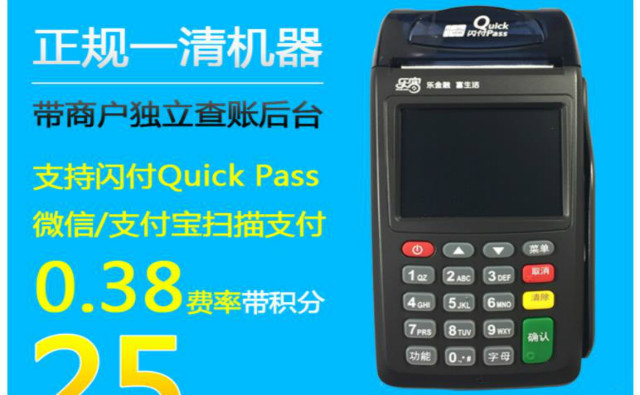 正规一清机器
带商户独立查账后台
支持闪付Quick Pass
微信/支付宝扫描支付
0.38费率带积分
25
Quick
闪付Pass
乐富 乐金融 富生活
菜单
1QZ 2ABC 3DEF 取消
4GHI 5JKL 6MNO 清除
7PRS 8TUV 9WXY 确认
功能 0.,*# 字母